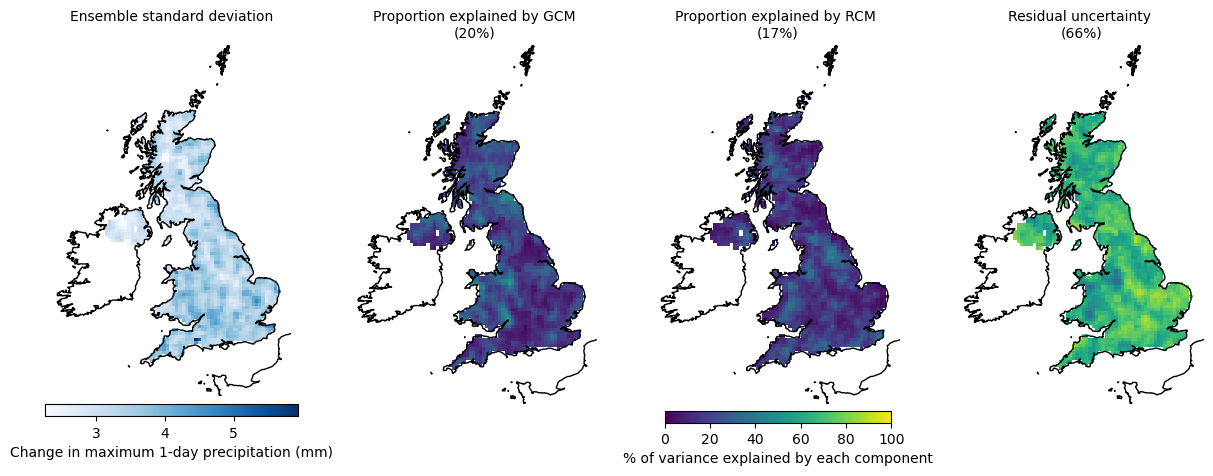 Ensemble standard deviation
Proportion explained by GCM
(20%)
Proportion explained by RCM
(17%)
Residual uncertainty
(66%)
3 4 5
Change in maximum 1-day precipitation (mm)
0 20 40 60 80 100
% of variance explained by each component